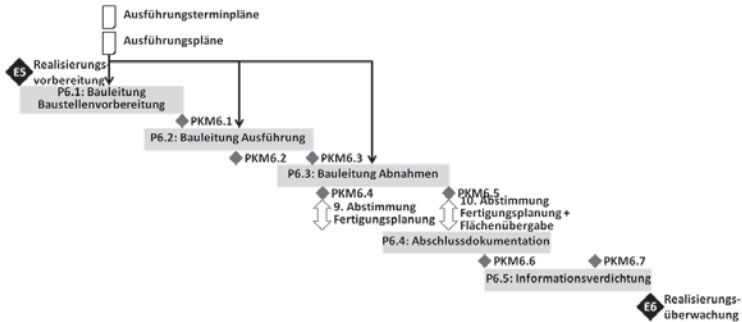 Ausführungsterminpläne
Ausführungspläne
E5
Realisierungs-
vorbereitung
P6.1: Bauleitung
Baustellenvorbereitung
PKM6.1
P6.2: Bauleitung Ausführung
PKM6.2
PKM6.3
P6.3: Bauleitung Abnahmen
PKM6.4
PKM6.5
9. Abstimmung
Fertigungsplanung
10. Abstimmung
Fertigungsplanung +
Flächenübergabe
P6.4: Abschlussdokumentation
PKM6.6
PKM6.7
P6.5: Informationsverdichtung
E6
Realisierungs-
überwachung